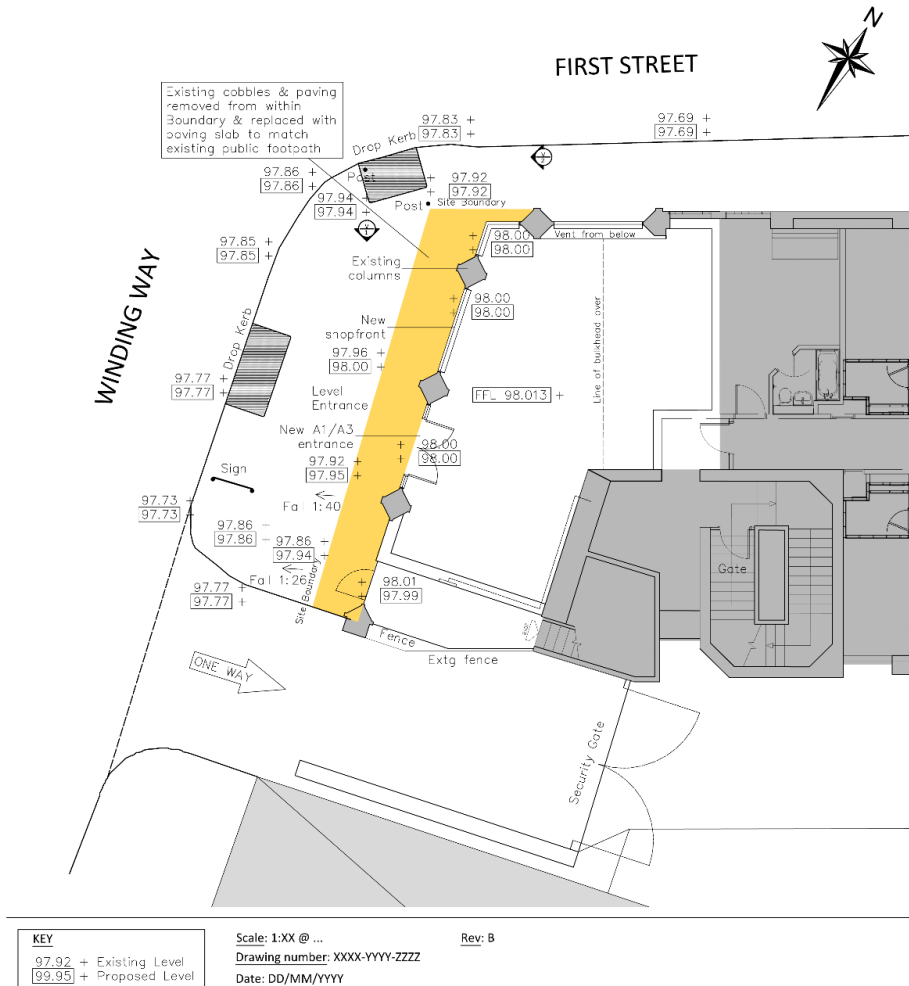 N
FIRST STREET
Existing cobbles & paving
removed from within
Boundary & replaced with
paving slab to match
existing public footpath
97.83 +
97.83 +
97.69 +
97.69 +
Drop Kerb
97.86 +
97.86 +
Post
97.92
97.92
97.94
97.94
Post
Site Boundary
Vent from below
98.00
98.00
97.85 +
97.85 +
Existing
columns
WINDING WAY
98.00
98.00
New
shopfront
Drop Kerb
97.96 +
98.00 +
Line of bulkhead over
97.77 +
97.77 +
Level
Entrance
FFL 98.013 +
New A1/A3
entrance
98.00
98.00
97.92 +
97.95 +
Sign
Fal 1:40
97.73 +
97.73 +
97.86
97.86
97.86
97.94 +
Gate
Fal 1:26
97.77 +
97.77 +
Site Boundary
98.01
97.99
Fence
Extg fence
ONE WAY
Security Gate
KEY
97.92 + Existing Level
99.95 + Proposed Level
Scale: 1:XX @ ...
Drawing number: XXXX-YYYY-ZZZZ
Date: DD/MM/YYYY
Rev: B